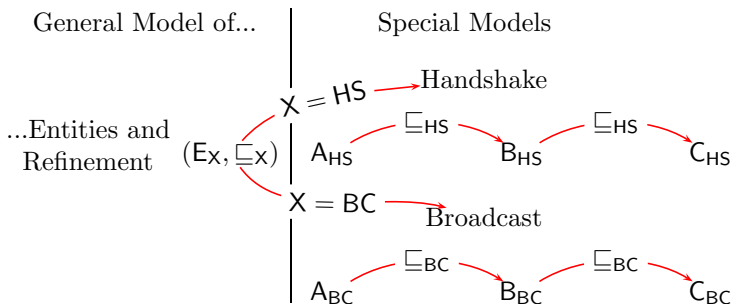 General Model of... Special Models
X = HS Handshake
...Entities and
Refinement (E_X, ⊑_X)
⊑_HS ⊑_HS
A_HS B_HS C_HS
X = BC Broadcast
⊑_BC ⊑_BC
A_BC B_BC C_BC